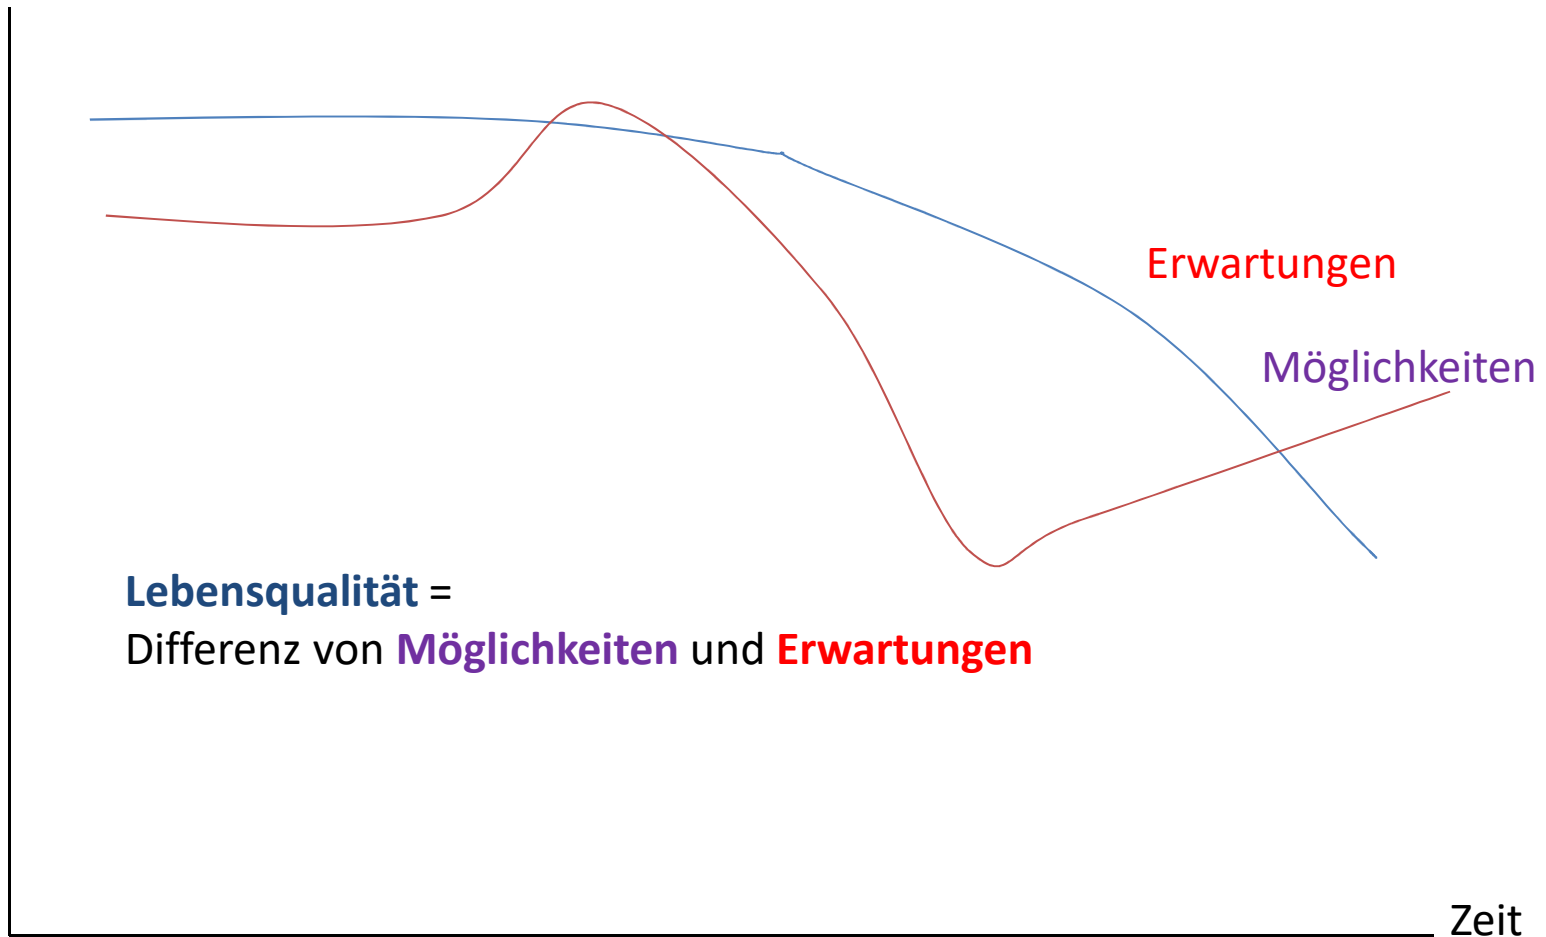 Erwartungen
Möglichkeiten
Lebensqualität =
Differenz von Möglichkeiten und Erwartungen
Zeit